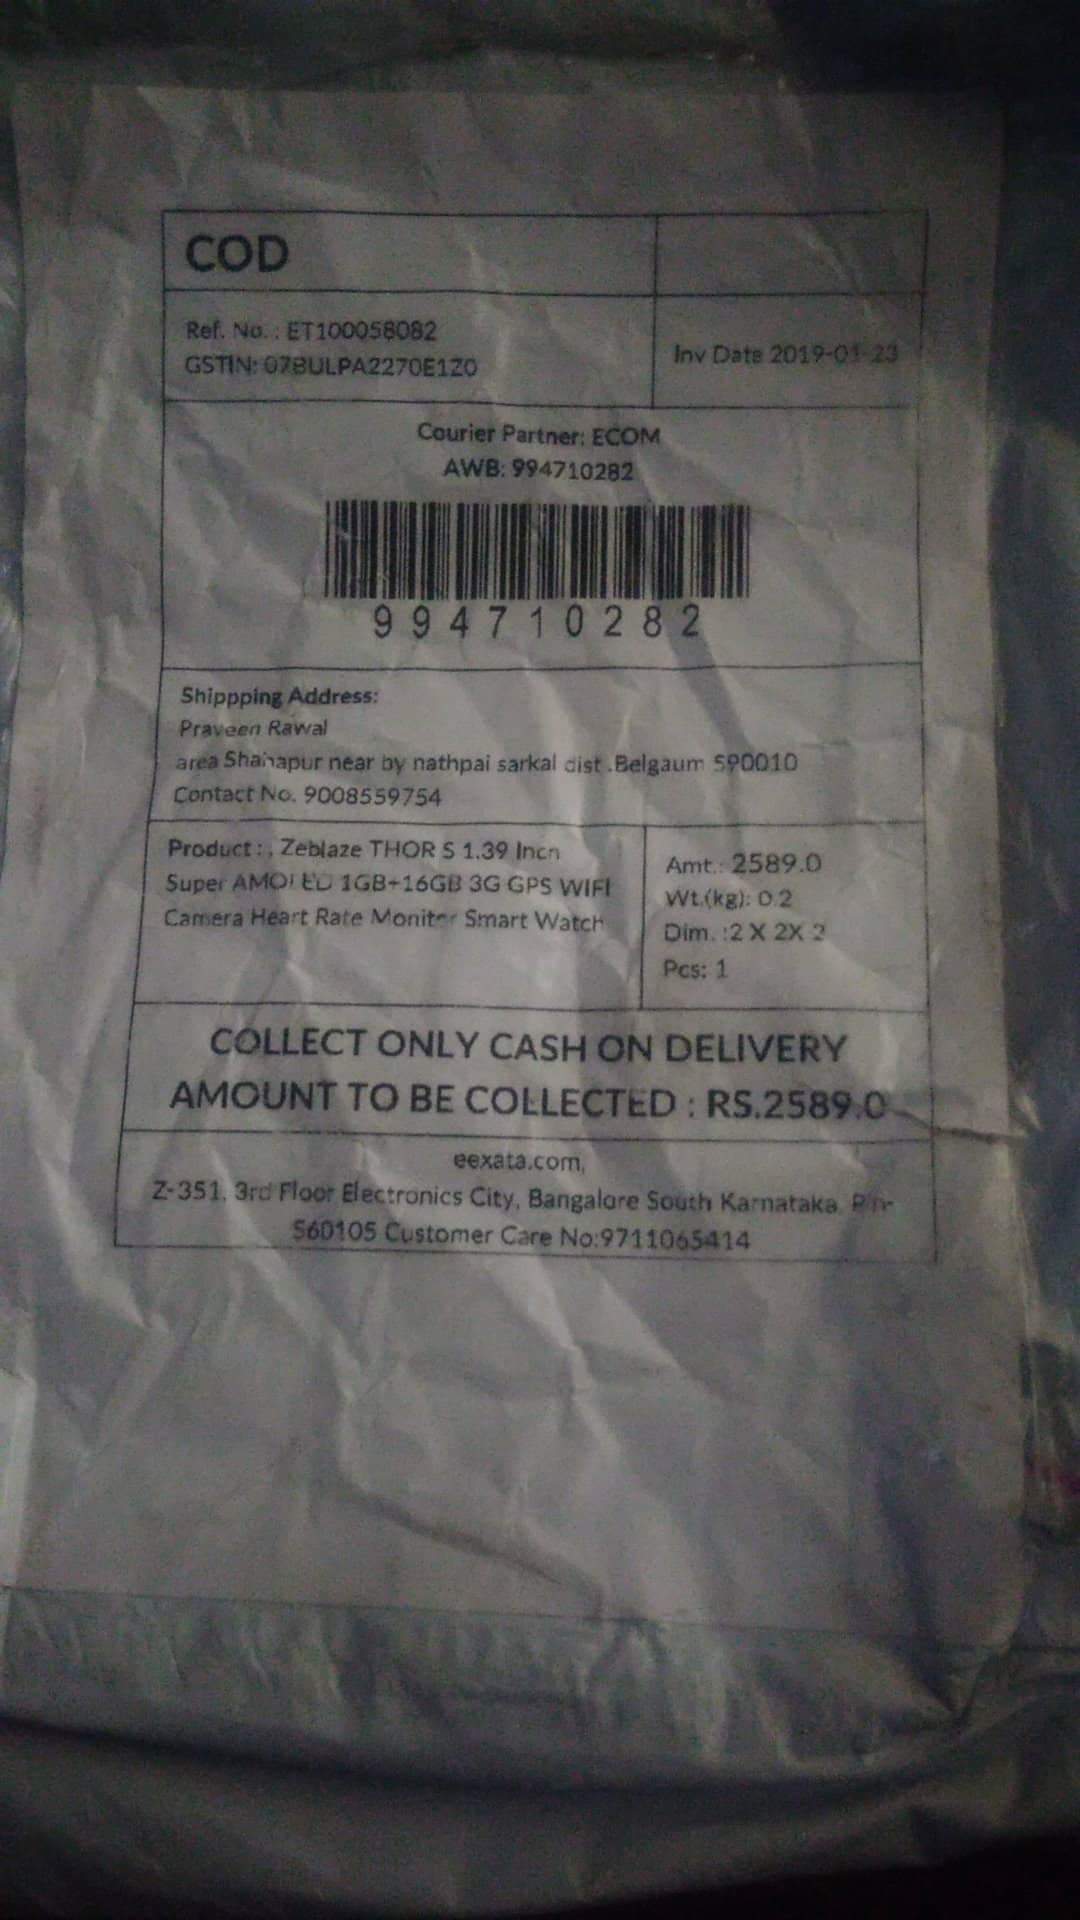 COD
Ref. No. : ET100058082
GSTIN: 07BULPA2270E1Z0
Inv Date 2019-01-23
Courier Partner: ECOM
AWB: 994710282
994710282
Shippping Address:
Praveen Rawal
area Shahapur near by nathpai sarkal dist .Belgaum 590010
Contact No. 9008559754
Product : , Zeblaze THOR S 1.39 Inch
Super AMOLED 1GB+16GB 3G GPS WIFI
Camera Heart Rate Monitor Smart Watch
Amt.: 2589.0
Wt.(kg): 0.2
Dim. :2 X 2X 2
Pcs: 1
COLLECT ONLY CASH ON DELIVERY
AMOUNT TO BE COLLECTED : RS.2589.0
eexata.com,
Z-351, 3rd Floor Electronics City, Bangalore South Karnataka Pin-
560105 Customer Care No:9711065414